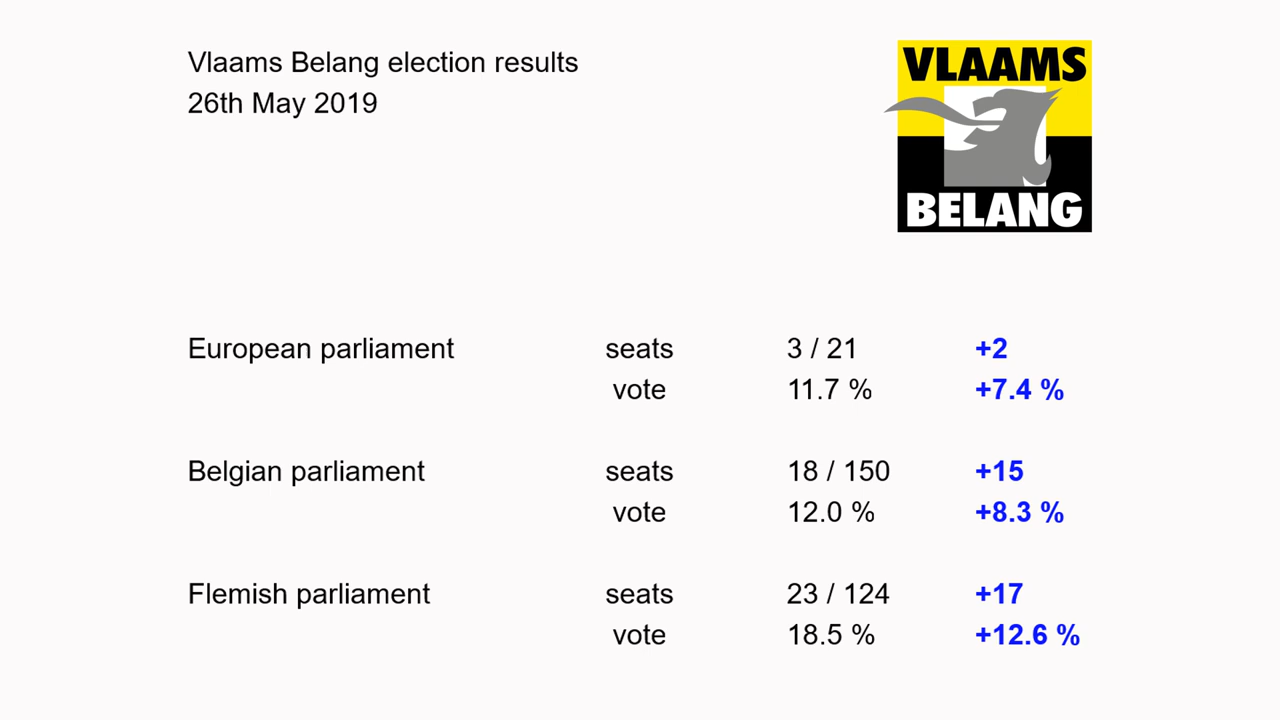 Vlaams Belang election results
26th May 2019
VLAAMS
BELANG
European parliament seats 3 / 21 +2
vote 11.7 % +7.4 %
Belgian parliament seats 18 / 150 +15
vote 12.0 % +8.3 %
Flemish parliament seats 23 / 124 +17
vote 18.5 % +12.6 %